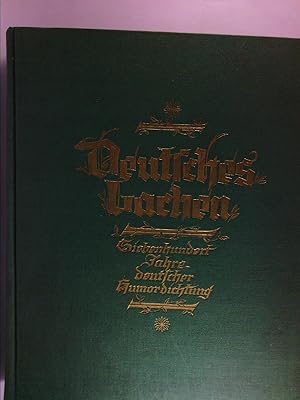 Deutsches
Lachen
Siebenhundert
Jahre
deutscher
Humordichtung